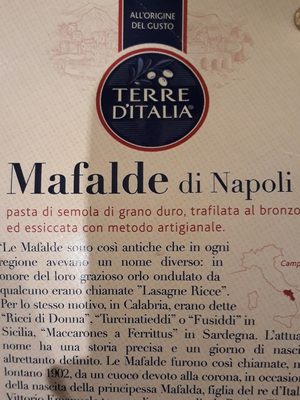 ALL'ORIGINE
DEL GUSTO
TERRE
D'ITALIA
Mafalde di Napoli
pasta di semola di grano duro, trafilata al bronzo
ed essiccata con metodo artigianale.
"Le Mafalde sono così antiche che in ogni
regione avevano un nome diverso: in
onore del loro grazioso orlo ondulato da
qualcuno erano chiamate "Lasagne Ricce".
Per lo stesso motivo, in Calabria, erano dette
"Ricci di Donna", "Turcinatieddi" o "Fusiddi" in
Sicilia, "Maccarones a Ferrittus" in Sardegna. L'attua
nome ha una storia precisa e un giorno di nasci
altrettanto definito. Le Mafalde furono così chiamate, n
lontano 1902, da un cuoco devoto alla corona, in occasio
della nascita della principessa Mafalda, figlia del re d'Ital
Vittorio
Camp